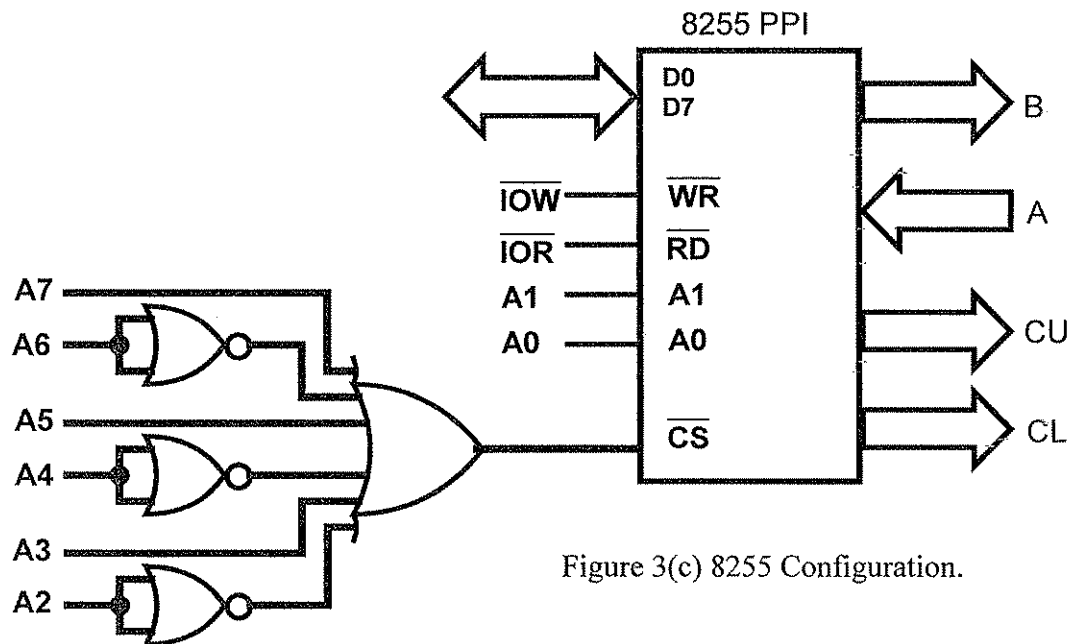 8255 PPI
D0
D7
B
IOW
WR
A
IOR
RD
A7
A1
A1
A6
A0
A0
CU
A5
CS
CL
A4
A3
A2
Figure 3(c) 8255 Configuration.